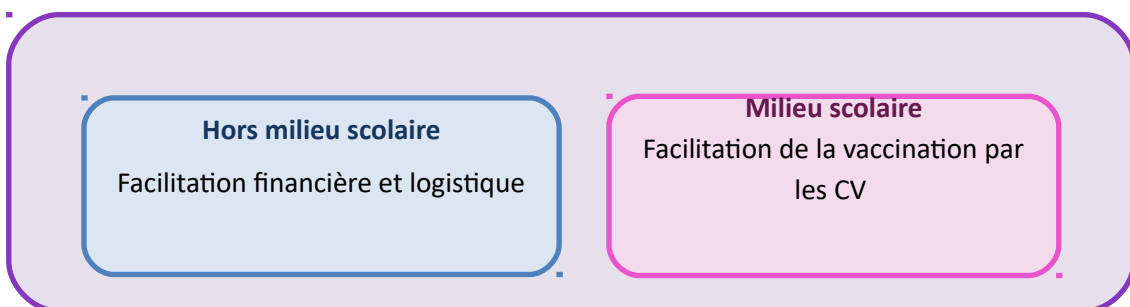 Hors milieu scolaire
Facilitation financière et logistique
Milieu scolaire
Facilitation de la vaccination par
les CV